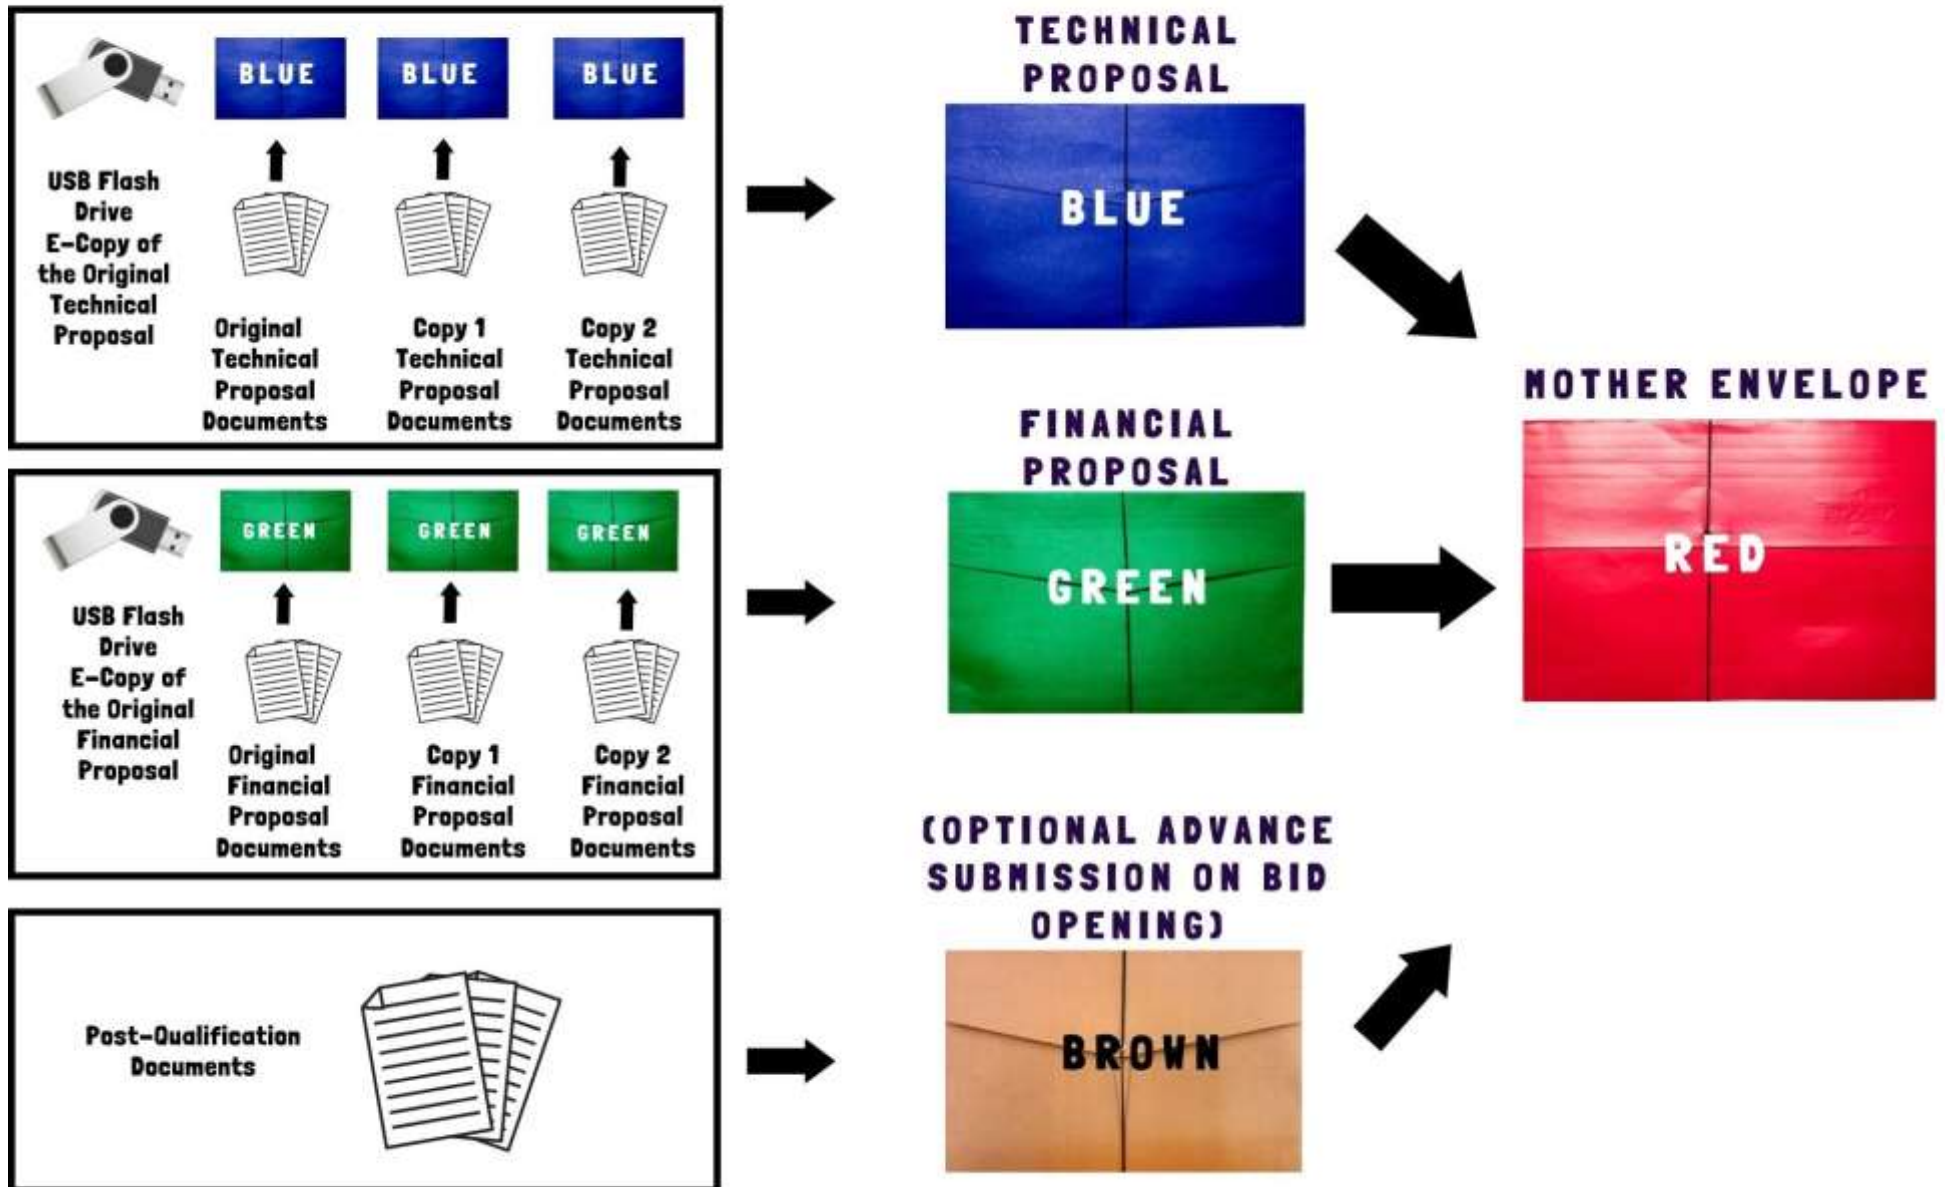 BLUE
BLUE
BLUE
USB Flash
Drive
E-Copy of
the Original
Technical
Proposal
Original
Technical
Proposal
Documents
Copy 1
Technical
Proposal
Documents
Copy 2
Technical
Proposal
Documents
TECHNICAL
PROPOSAL
BLUE
GREEN
GREEN
GREEN
USB Flash
Drive
E-Copy of
the Original
Financial
Proposal
Original
Financial
Proposal
Documents
Copy 1
Financial
Proposal
Documents
Copy 2
Financial
Proposal
Documents
FINANCIAL
PROPOSAL
GREEN
MOTHER ENVELOPE
RED
Post-Qualification
Documents
(OPTIONAL ADVANCE
SUBMISSION ON BID
OPENING)
BROWN